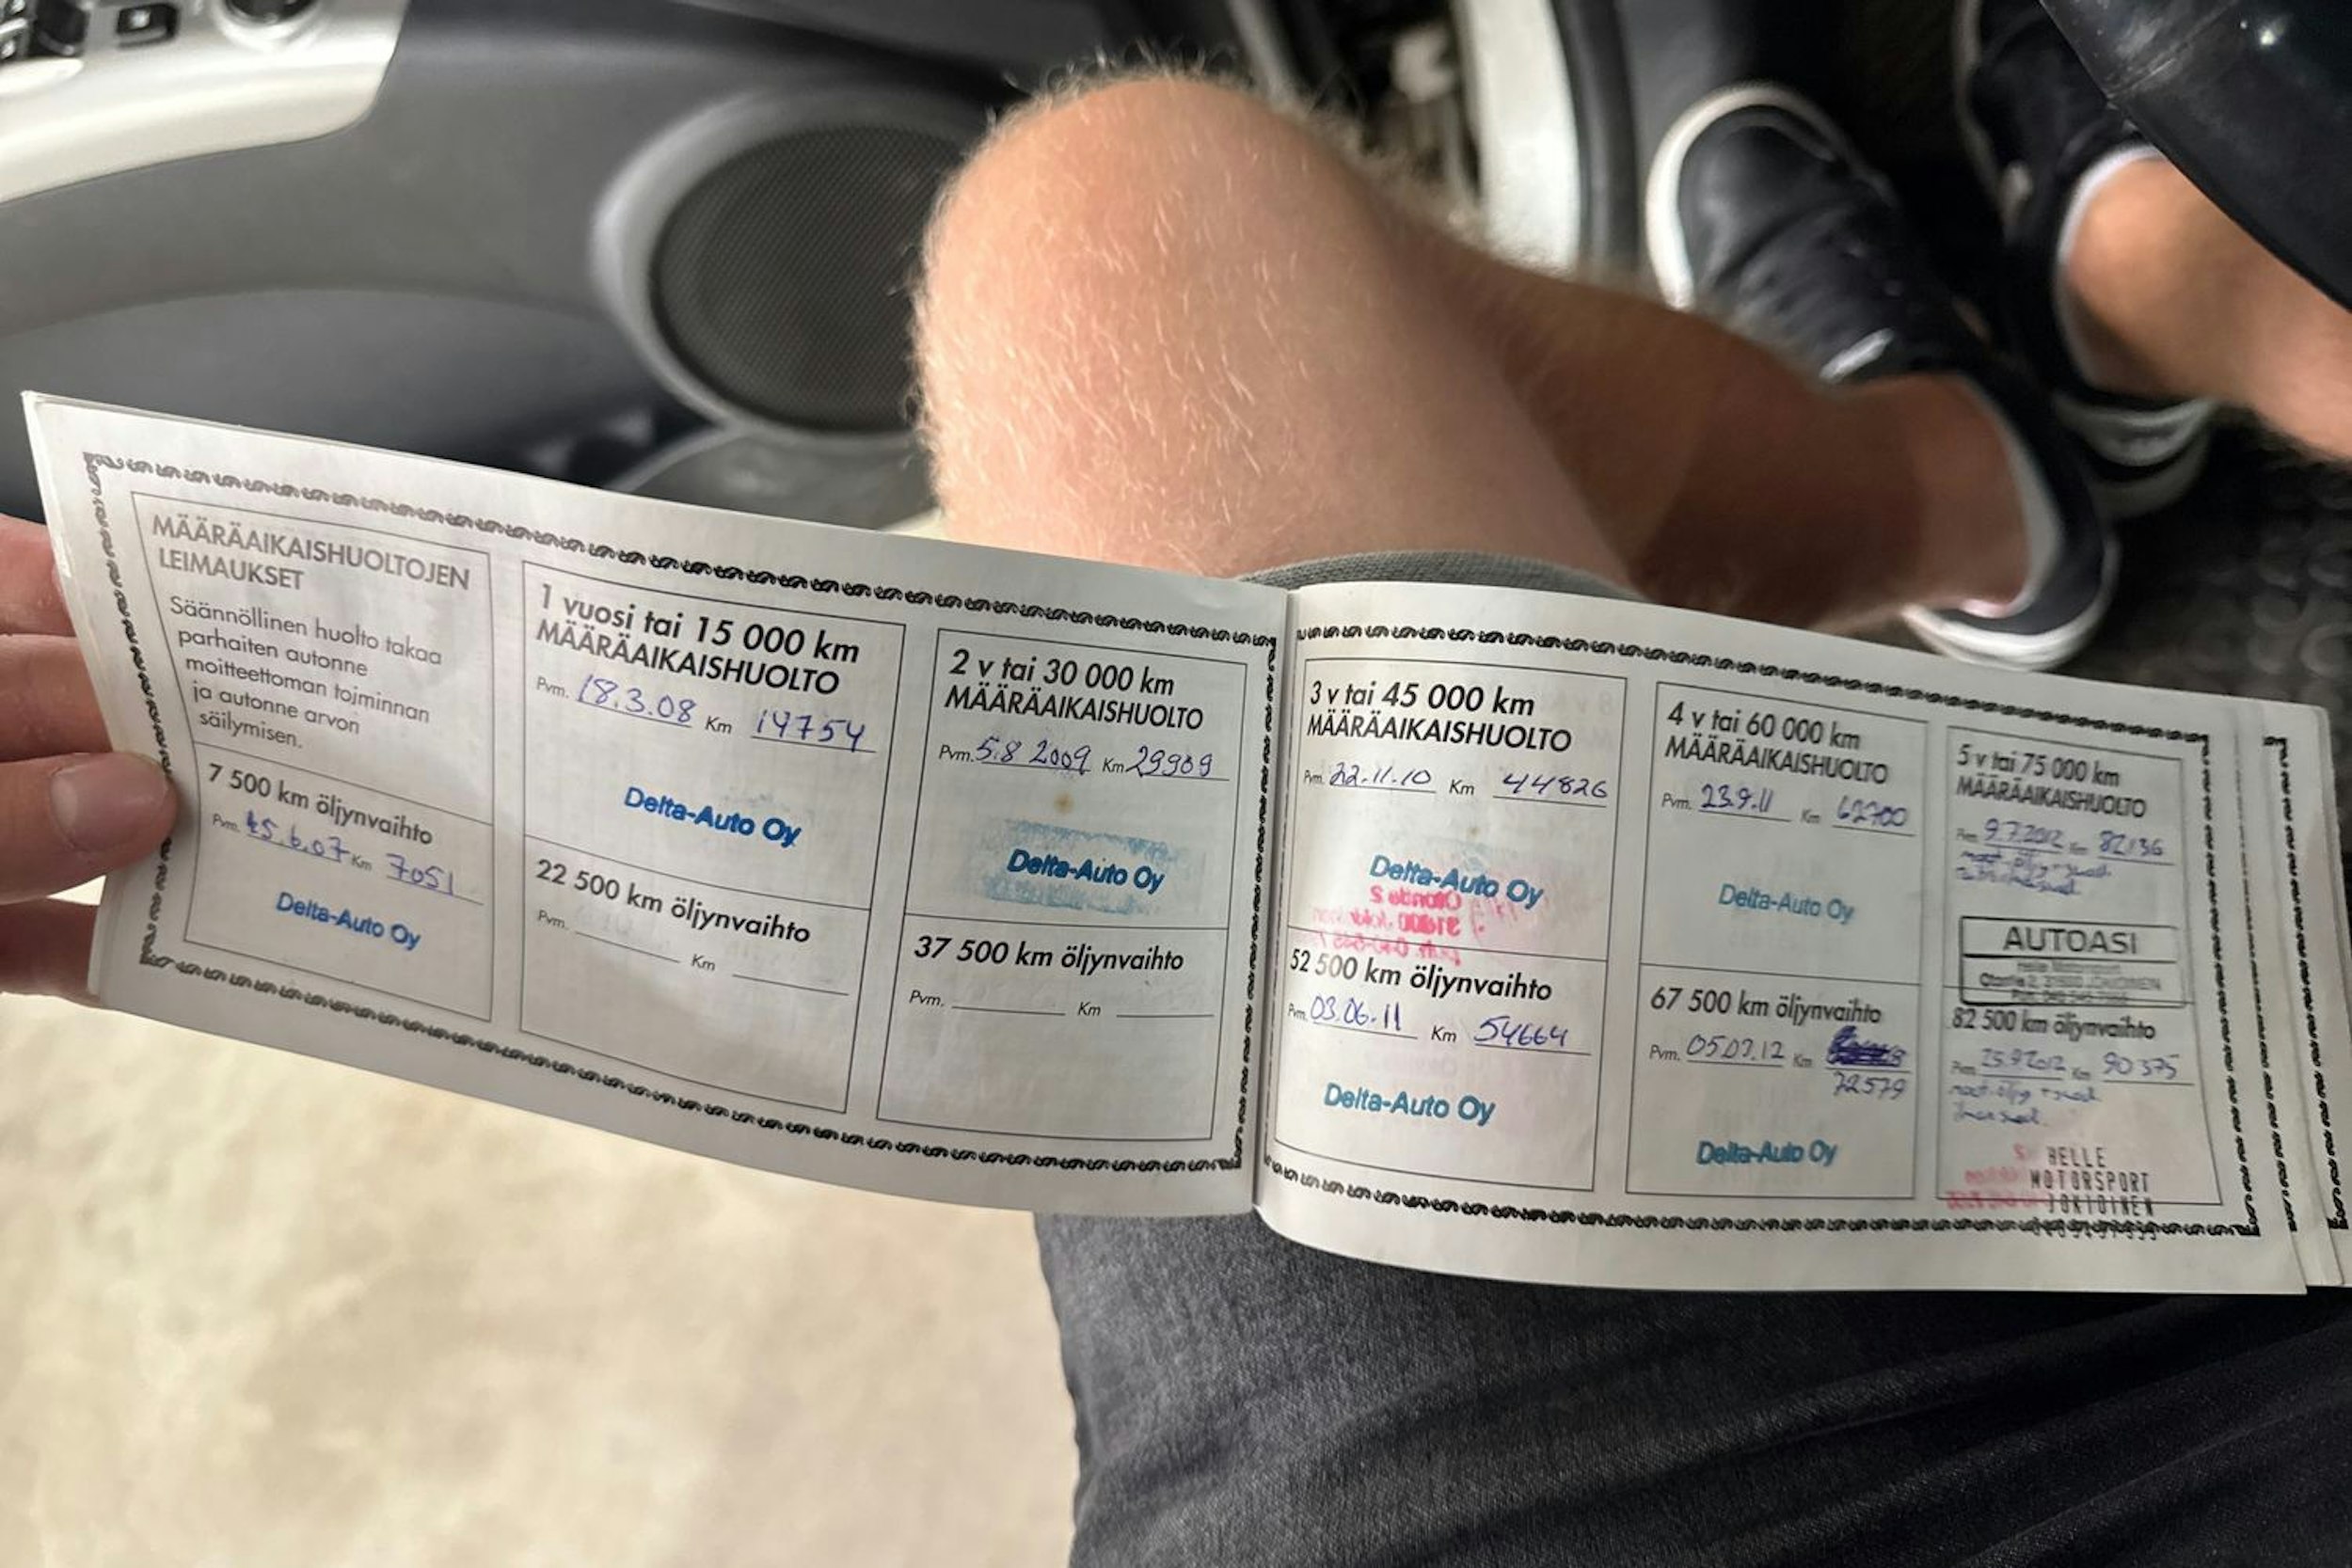 MÄÄRÄAIKAISHUOLTOJEN
LEIMAUKSET
Säännöllinen huolto takaa
parhaiten autonne
moitteettoman toiminnan
ja autonne arvon
säilymisen.
7 500 km öljynvaihto
Pvm. 15.6.07 Km 7051
Delta-Auto Oy
1 vuosi tai 15 000 km
MÄÄRÄAIKAISHUOLTO
Pvm. 18.3.08 Km 14754
Delta-Auto Oy
22 500 km öljynvaihto
Pvm. Km
2 v tai 30 000 km
MÄÄRÄAIKAISHUOLTO
Pvm. 5.8 2009 Km 29909
Delta-Auto Oy
37 500 km öljynvaihto
Pvm. Km
3 v tai 45 000 km
MÄÄRÄAIKAISHUOLTO
Pvm. 22.11.10 Km 44826
Delta-Auto Oy
52 500 km öljynvaihto
Pvm. 03.06.11 Km 54664
Delta-Auto Oy
4 v tai 60 000 km
MÄÄRÄAIKAISHUOLTO
Pvm. 23.9.11 Km 62700
Delta-Auto Oy
67 500 km öljynvaihto
Pvm. 05.07.12 Km
72579
Delta-Auto Oy
5 v tai 75 000 km
MÄÄRÄAIKAISHUOLTO
Pvm. 9.7.2012 Km 82136
AUTOASI
82 500 km öljynvaihto
Pvm. 25.9.2012 Km 90 375
HELLE
MOTORSPORT
JOKIOINEN